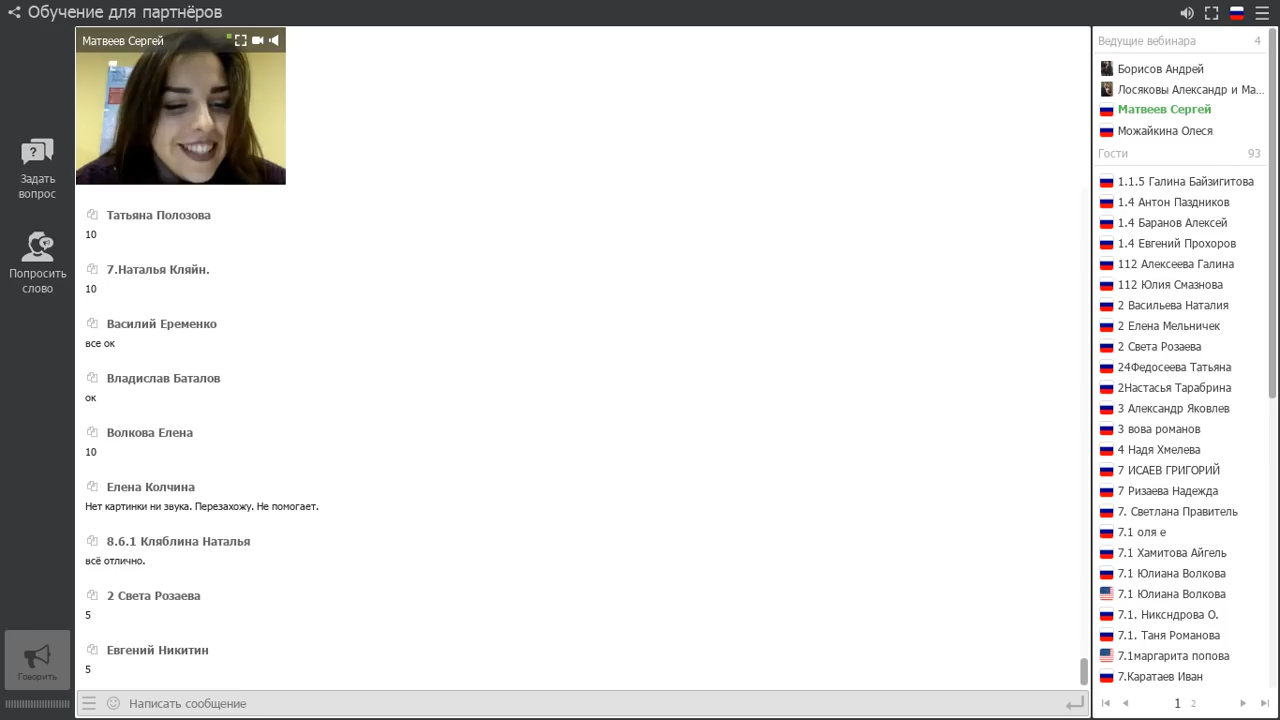 Обучение для партнёров
Задать
вопрос
Попросить
слово
Говорить
Матвеев Сергей
Татьяна Полозова
10
7.Наталья Кляйн.
10
Василий Еременко
все ок
Владислав Баталов
ок
Волкова Елена
10
Елена Колчина
Нет картинки ни звука. Перезахожу. Не помогает.
8.6.1 Кляблина Наталья
всё отлично.
2 Света Розаева
5
Евгений Никитин
5
Написать сообщение
Ведущие вебинара 4
Борисов Андрей
Лосяковы Александр и Ма...
Матвеев Сергей
Можайкина Олеся
Гости 93
1.1.5 Галина Байзигитова
1.4 Антон Паздников
1.4 Баранов Алексей
1.4 Евгений Прохоров
112 Алексеева Галина
112 Юлия Смазнова
2 Васильева Наталия
2 Елена Мельничек
2 Света Розаева
24Федосеева Татьяна
2Настасья Тарабрина
3 Александр Яковлев
3 вова романов
4 Надя Хмелева
7 ИСАЕВ ГРИГОРИЙ
7 Ризаева Надежда
7. Светлана Правитель
7.1 оля е
7.1 Хамитова Айгель
7.1 Юлиана Волкова
7.1 Юлиана Волкова
7.1. Никсндрова О.
7.1. Таня Романова
7.1маргарита попова
7.Каратаев Иван
1 2